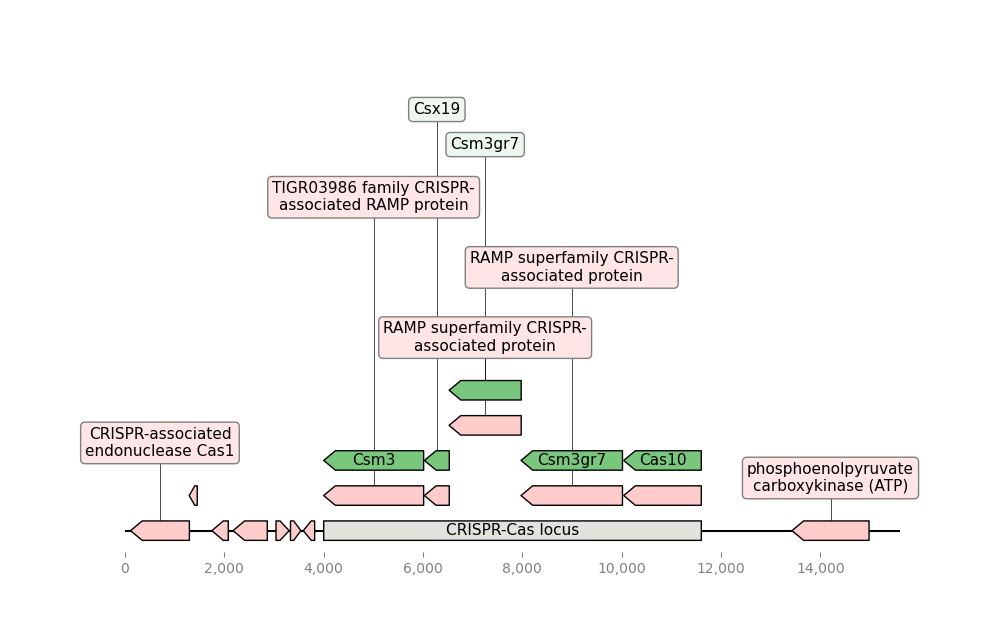 Csx19
Csm3gr7
TIGR03986 family CRISPR-
associated RAMP protein
RAMP superfamily CRISPR-
associated protein
RAMP superfamily CRISPR-
associated protein
CRISPR-associated
endonuclease Cas1
Csm3
Csm3gr7
Cas10
phosphoenolpyruvate
carboxykinase (ATP)
CRISPR-Cas locus
0
2,000
4,000
6,000
8,000
10,000
12,000
14,000